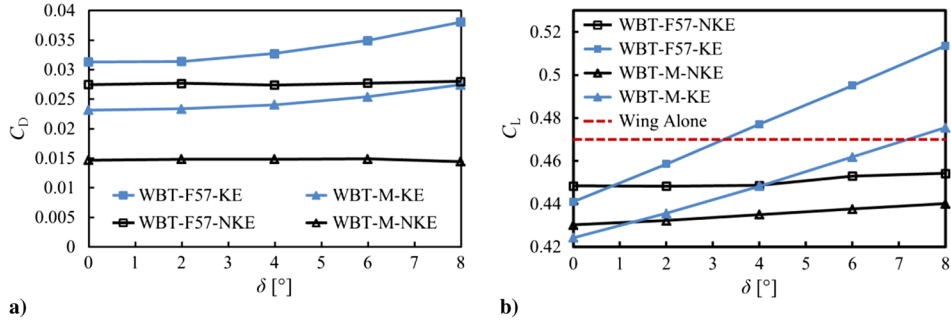 0.04
0.035
0.03
0.025
0.02
0.015
0.01
0.005
0
C_D
WBT-F57-KE
WBT-M-KE
WBT-F57-NKE
WBT-M-NKE
0 1 2 3 4 5 6 7 8
δ [°]
a)
0.52
0.5
0.48
0.46
0.44
0.42
C_L
WBT-F57-NKE
WBT-F57-KE
WBT-M-NKE
WBT-M-KE
Wing Alone
0 1 2 3 4 5 6 7 8
δ [°]
b)